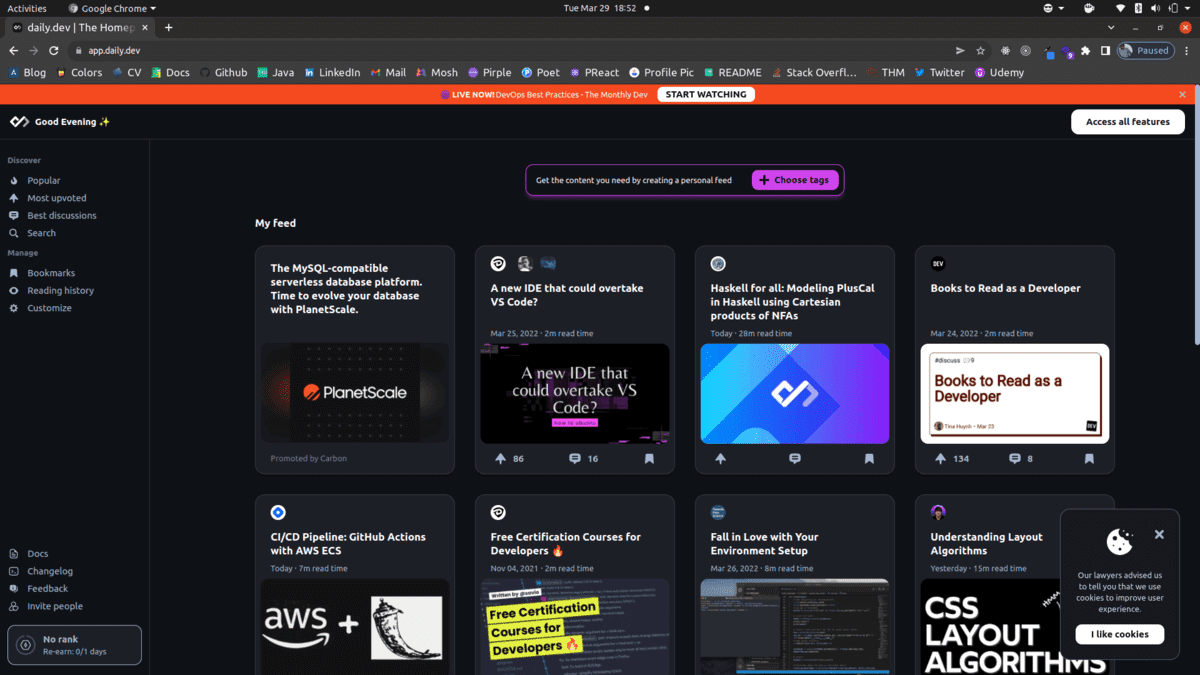 Activities
Google Chrome
Tue Mar 29 18:52
daily.dev | The Homep
app.daily.dev
9
Paused
Blog
Colors
CV
Docs
Github
Java
LinkedIn
Mail
Mosh
Pirple
Poet
PReact
Profile Pic
README
Stack Overfl…
THM
Twitter
Udemy
LIVE NOW! DevOps Best Practices - The Monthly Dev
START WATCHING
Good Evening ✨
Access all features
Discover
Popular
Most upvoted
Best discussions
Search
Manage
Bookmarks
Reading history
Customize
Docs
Changelog
Feedback
Invite people
No rank
Re-earn: 0/1 days
Get the content you need by creating a personal feed
+ Choose tags
My feed
The MySQL-compatible
serverless database platform.
Time to evolve your database
with PlanetScale.
PlanetScale
Promoted by Carbon
A new IDE that could overtake
VS Code?
Mar 25, 2022 · 2m read time
A new IDE that
could overtake VS
Code?
how to ubuntu
86
16
Haskell for all: Modeling PlusCal
in Haskell using Cartesian
products of NFAs
Today · 28m read time
DEV
Books to Read as a Developer
Mar 24, 2022 · 2m read time
#discuss 9
Books to Read as a
Developer
Tina Huynh • Mar 23
DEV
134
8
CI/CD Pipeline: GitHub Actions
with AWS ECS
Today · 7m read time
aws +
Free Certification Courses for
Developers 🔥
Nov 04, 2021 · 2m read time
Free Certification
Courses for
Developers 🔥
Fall in Love with Your
Environment Setup
Mar 26, 2022 · 8m read time
Understanding Layout
Algorithms
Yesterday · 15m read time
CSS
LAYOUT
ALGORITHMS
Our lawyers advised us
to tell you that we use
cookies to improve user
experience.
I like cookies